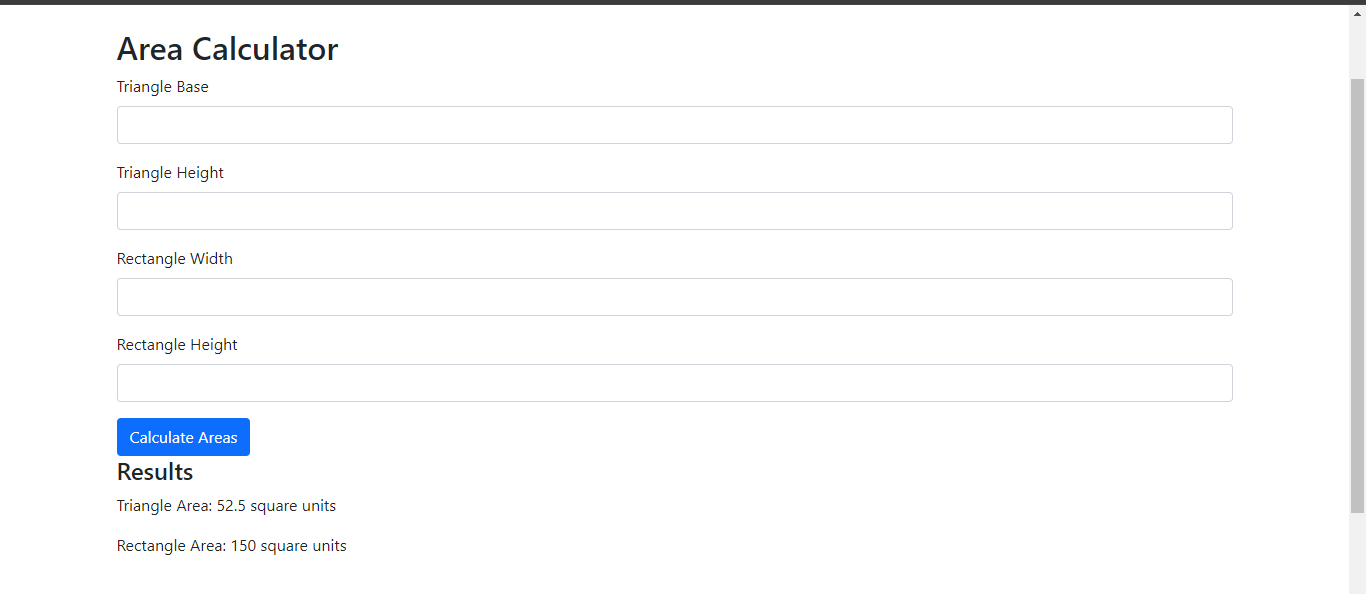 Area Calculator
Triangle Base
Triangle Height
Rectangle Width
Rectangle Height
Calculate Areas
Results
Triangle Area: 52.5 square units
Rectangle Area: 150 square units